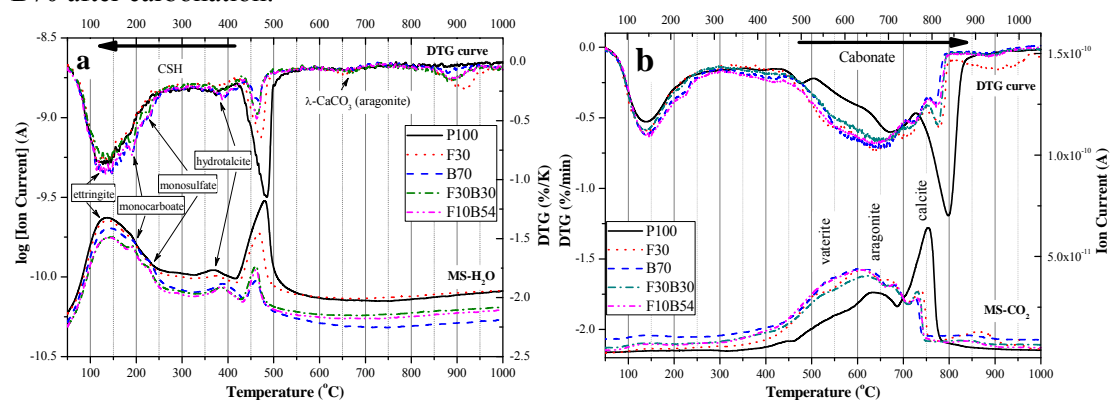 B70 after carbonation.
100 200 300 400 500 600 700 800 900 1000
-8.5
-9.0
-9.5
-10.0
-10.5
log [Ion Current] (A)
a
CSH
DTG curve
λ-CaCO3 (aragonite)
P100
F30
B70
F30B30
F10B54
hydrotalcite
monosulfate
ettringite
monocarboate
MS-H2O
0.0
-0.5
-1.0
-1.5
-2.0
-2.5
DTG (%/K)
100 200 300 400 500 600 700 800 900 1000
Temperature (oC)
100 200 300 400 500 600 700 800 900 1000
0.0
-0.5
-1.0
-1.5
-2.0
DTG (%/min)
b
Cabonate
DTG curve
vaterite
aragonite
calcite
P100
F30
B70
F30B30
F10B54
MS-CO2
1.5x10-10
1.0x10-10
5.0x10-11
Ion Current (A)
50 100 200 300 400 500 600 700 800 900 1000
Temperature (oC)